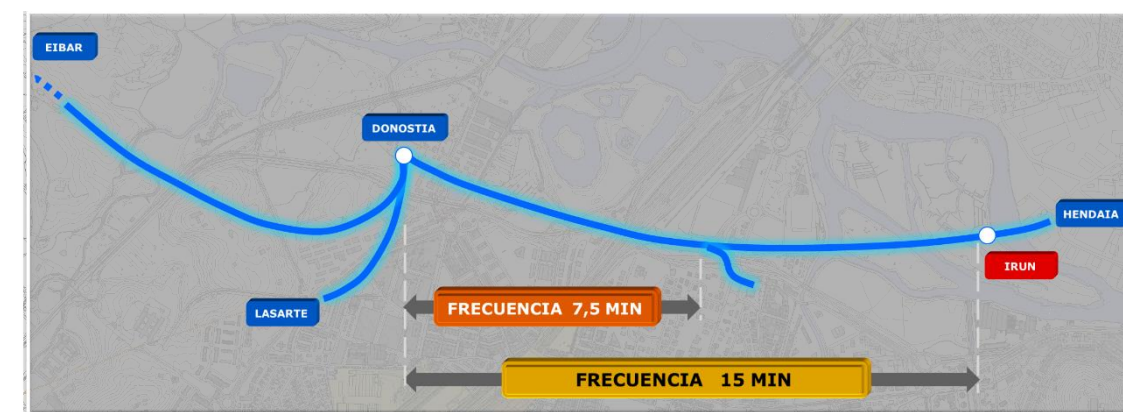 EIBAR
DONOSTIA
HENDAIA
IRUN
LASARTE
FRECUENCIA 7,5 MIN
FRECUENCIA 15 MIN